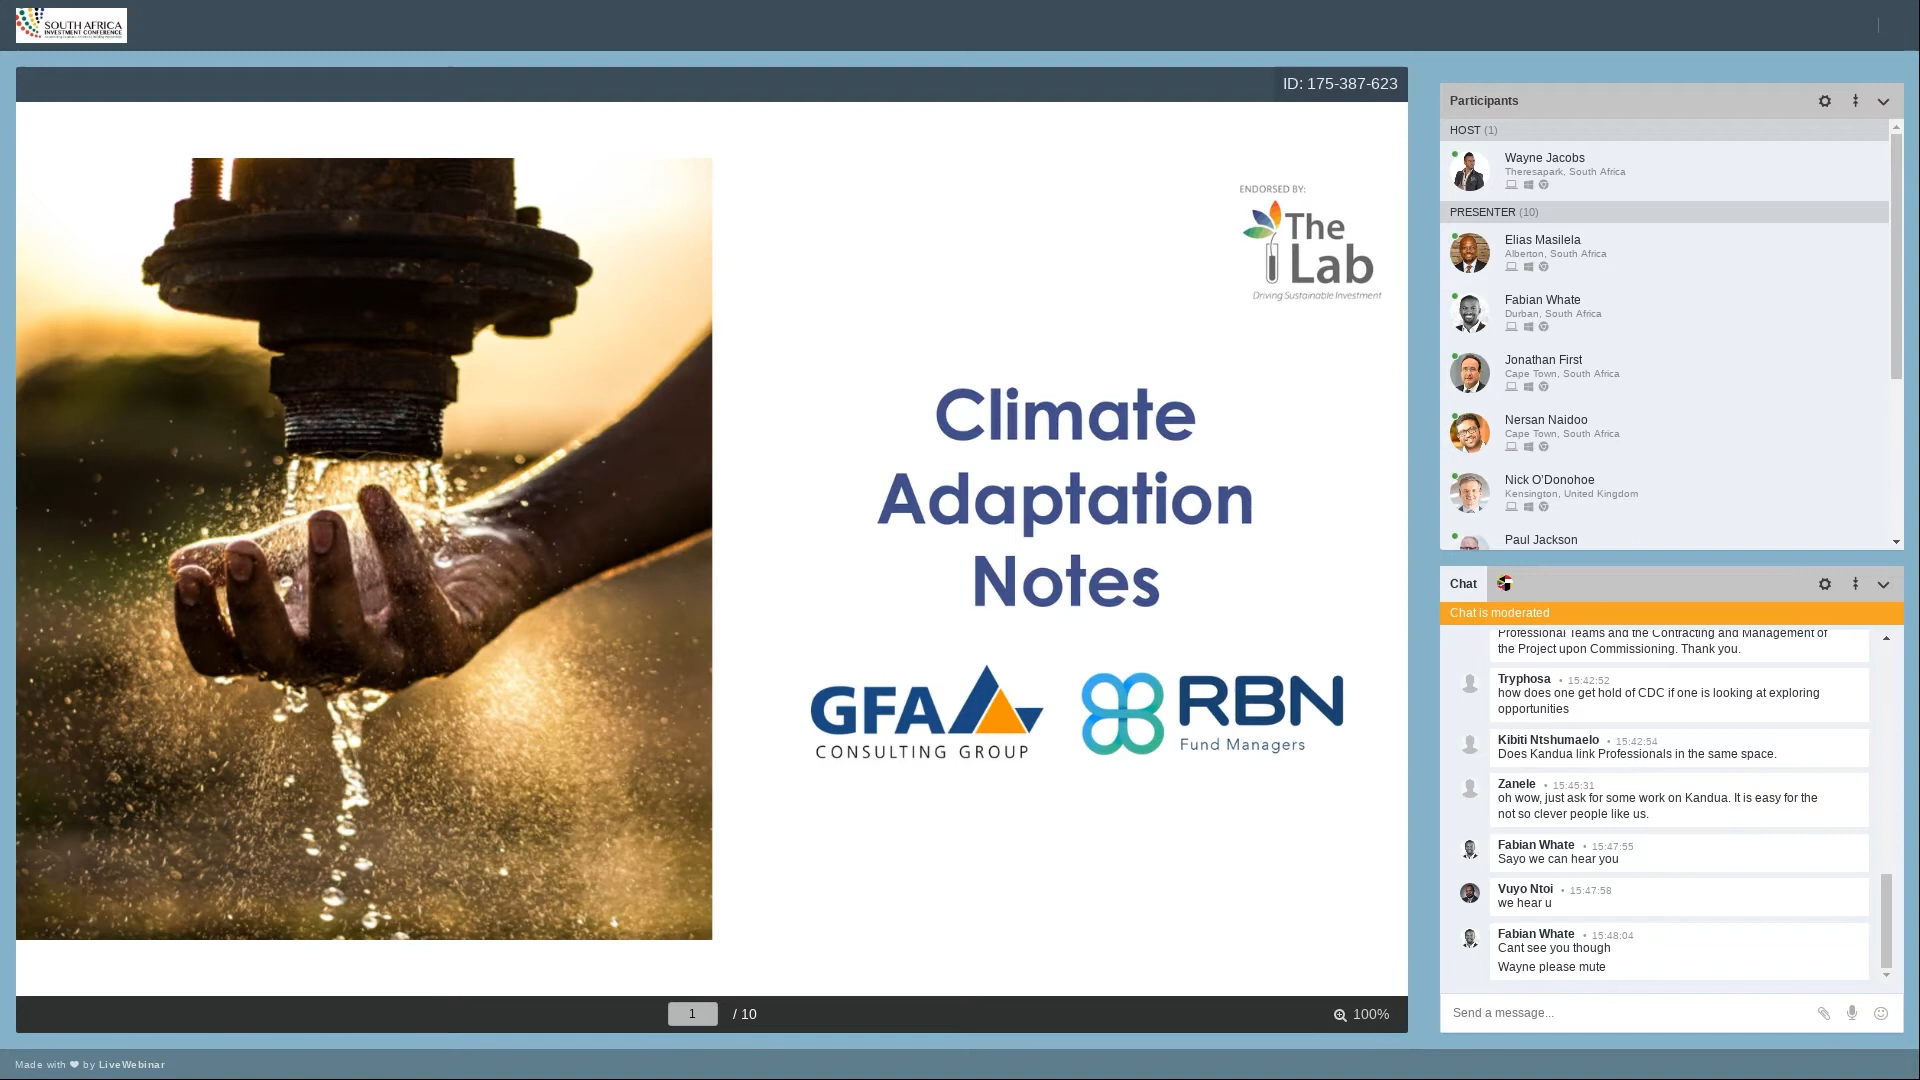 SOUTH AFRICA
INVESTMENT CONFERENCE
ID: 175-387-623
ENDORSED BY:
The
Lab
Driving Sustainable Investment
Climate
Adaptation
Notes
GFA
CONSULTING GROUP
RBN
Fund Managers
1 / 10
100%
Participants
HOST (1)
Wayne Jacobs
Theresapark, South Africa
PRESENTER (10)
Elias Masilela
Alberton, South Africa
Fabian Whate
Durban, South Africa
Jonathan First
Cape Town, South Africa
Nersan Naidoo
Cape Town, South Africa
Nick O'Donohoe
Kensington, United Kingdom
Paul Jackson
Chat
Chat is moderated
Professional Teams and the Contracting and Management of
the Project upon Commissioning. Thank you.
Tryphosa • 15:42:52
how does one get hold of CDC if one is looking at exploring
opportunities
Kibiti Ntshumaelo • 15:42:54
Does Kandua link Professionals in the same space.
Zanele • 15:45:31
oh wow, just ask for some work on Kandua. It is easy for the
not so clever people like us.
Fabian Whate • 15:47:55
Sayo we can hear you
Vuyo Ntoi • 15:47:58
we hear u
Fabian Whate • 15:48:04
Cant see you though
Wayne please mute
Send a message...
Made with ❤ by LiveWebinar